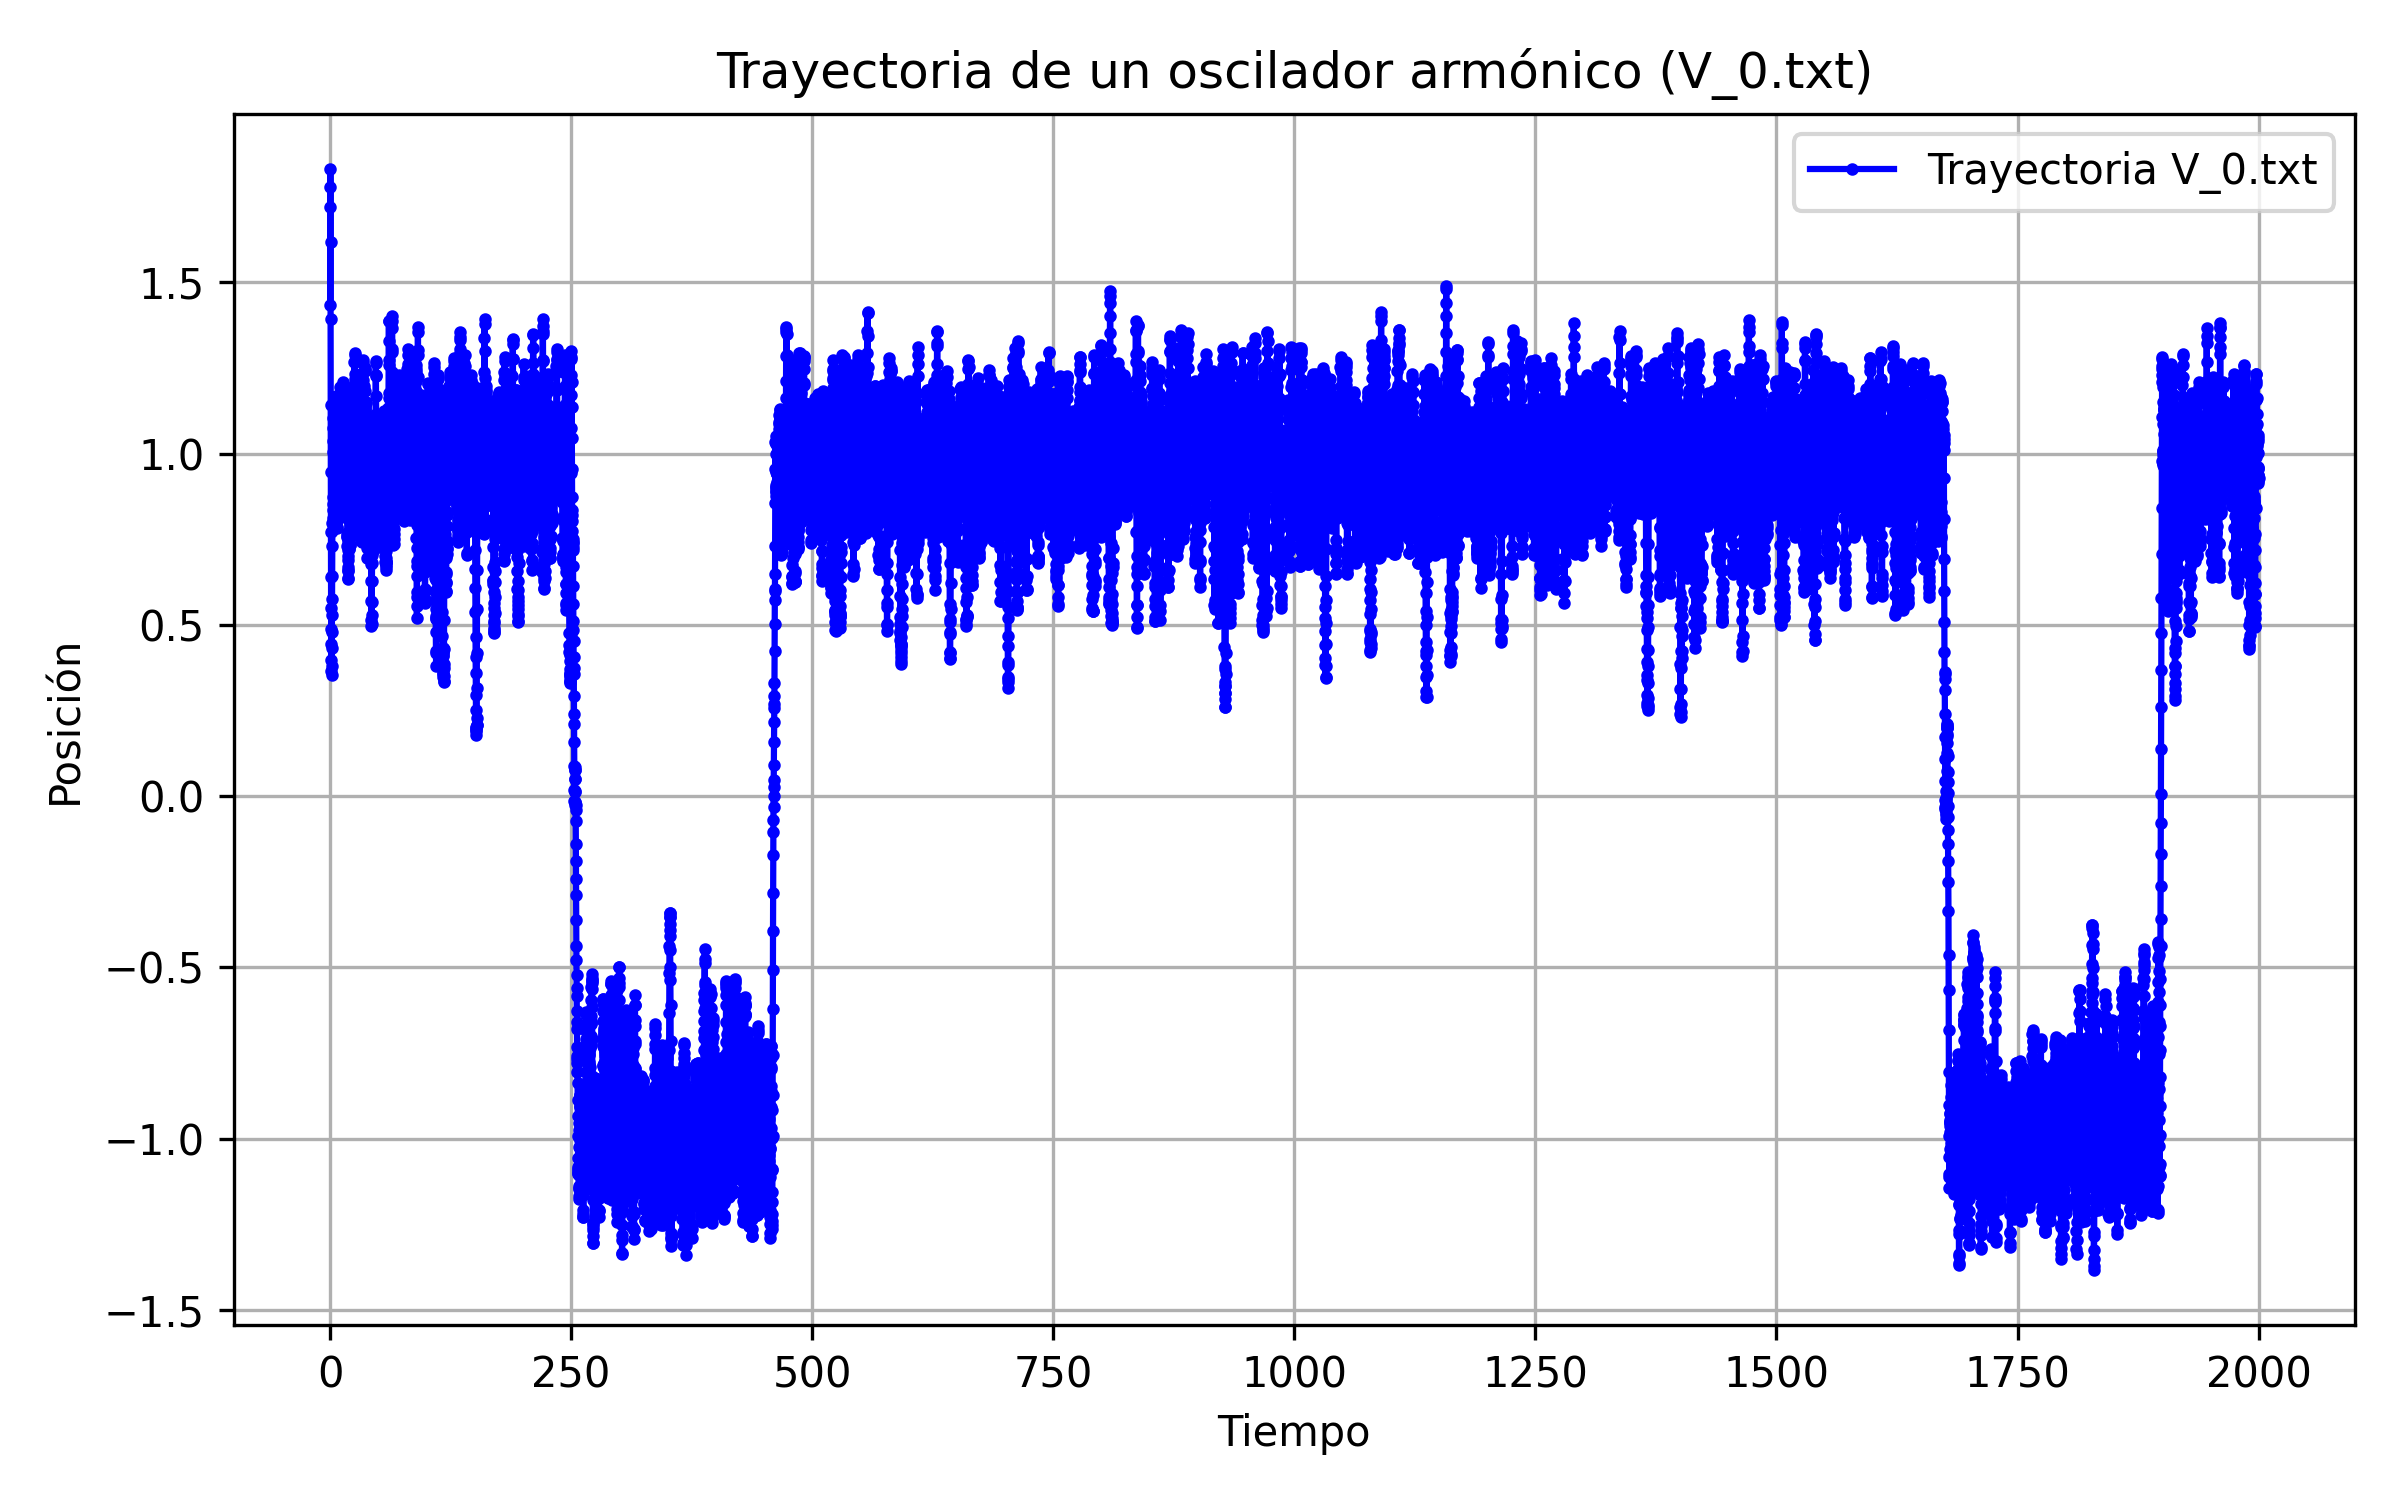 Trayectoria de un oscilador armónico (V_0.txt)
Trayectoria V_0.txt
Posición
1.5
1.0
0.5
0.0
−0.5
−1.0
−1.5
0 250 500 750 1000 1250 1500 1750 2000
Tiempo